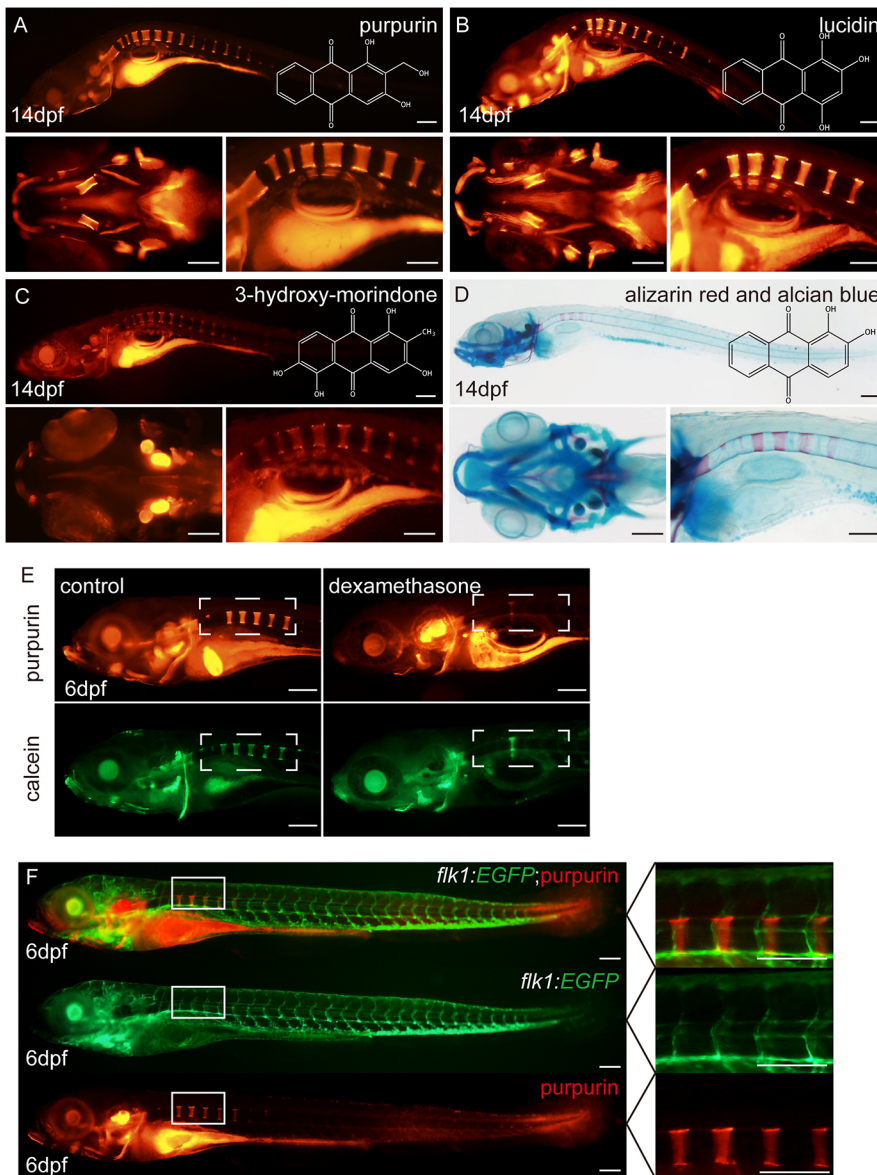 A
purpurin
O
OH
OH
OH
O
14dpf
B
lucidin
O
OH
OH
O
OH
14dpf
C
3-hydroxy-morindone
O
OH
CH3
HO
OH
OH
O
14dpf
D
alizarin red and alcian blue
O
OH
OH
O
14dpf
E
control
dexamethasone
purpurin
6dpf
calcein
F
flk1:EGFP;purpurin
6dpf
flk1:EGFP
6dpf
purpurin
6dpf